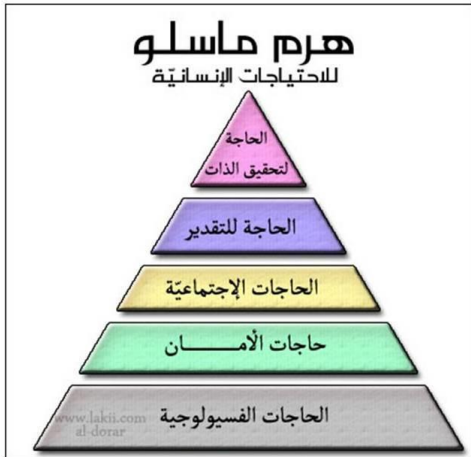 هرم ماسلو
للاحتياجات الإنسانيّة
الحاجة
لتحقيق الذات
الحاجة للتقدير
الحاجات الإجتماعيّة
حاجات الأمــــــــان
الحاجات الفسيولوجية
www.lakii.com
al-dorar